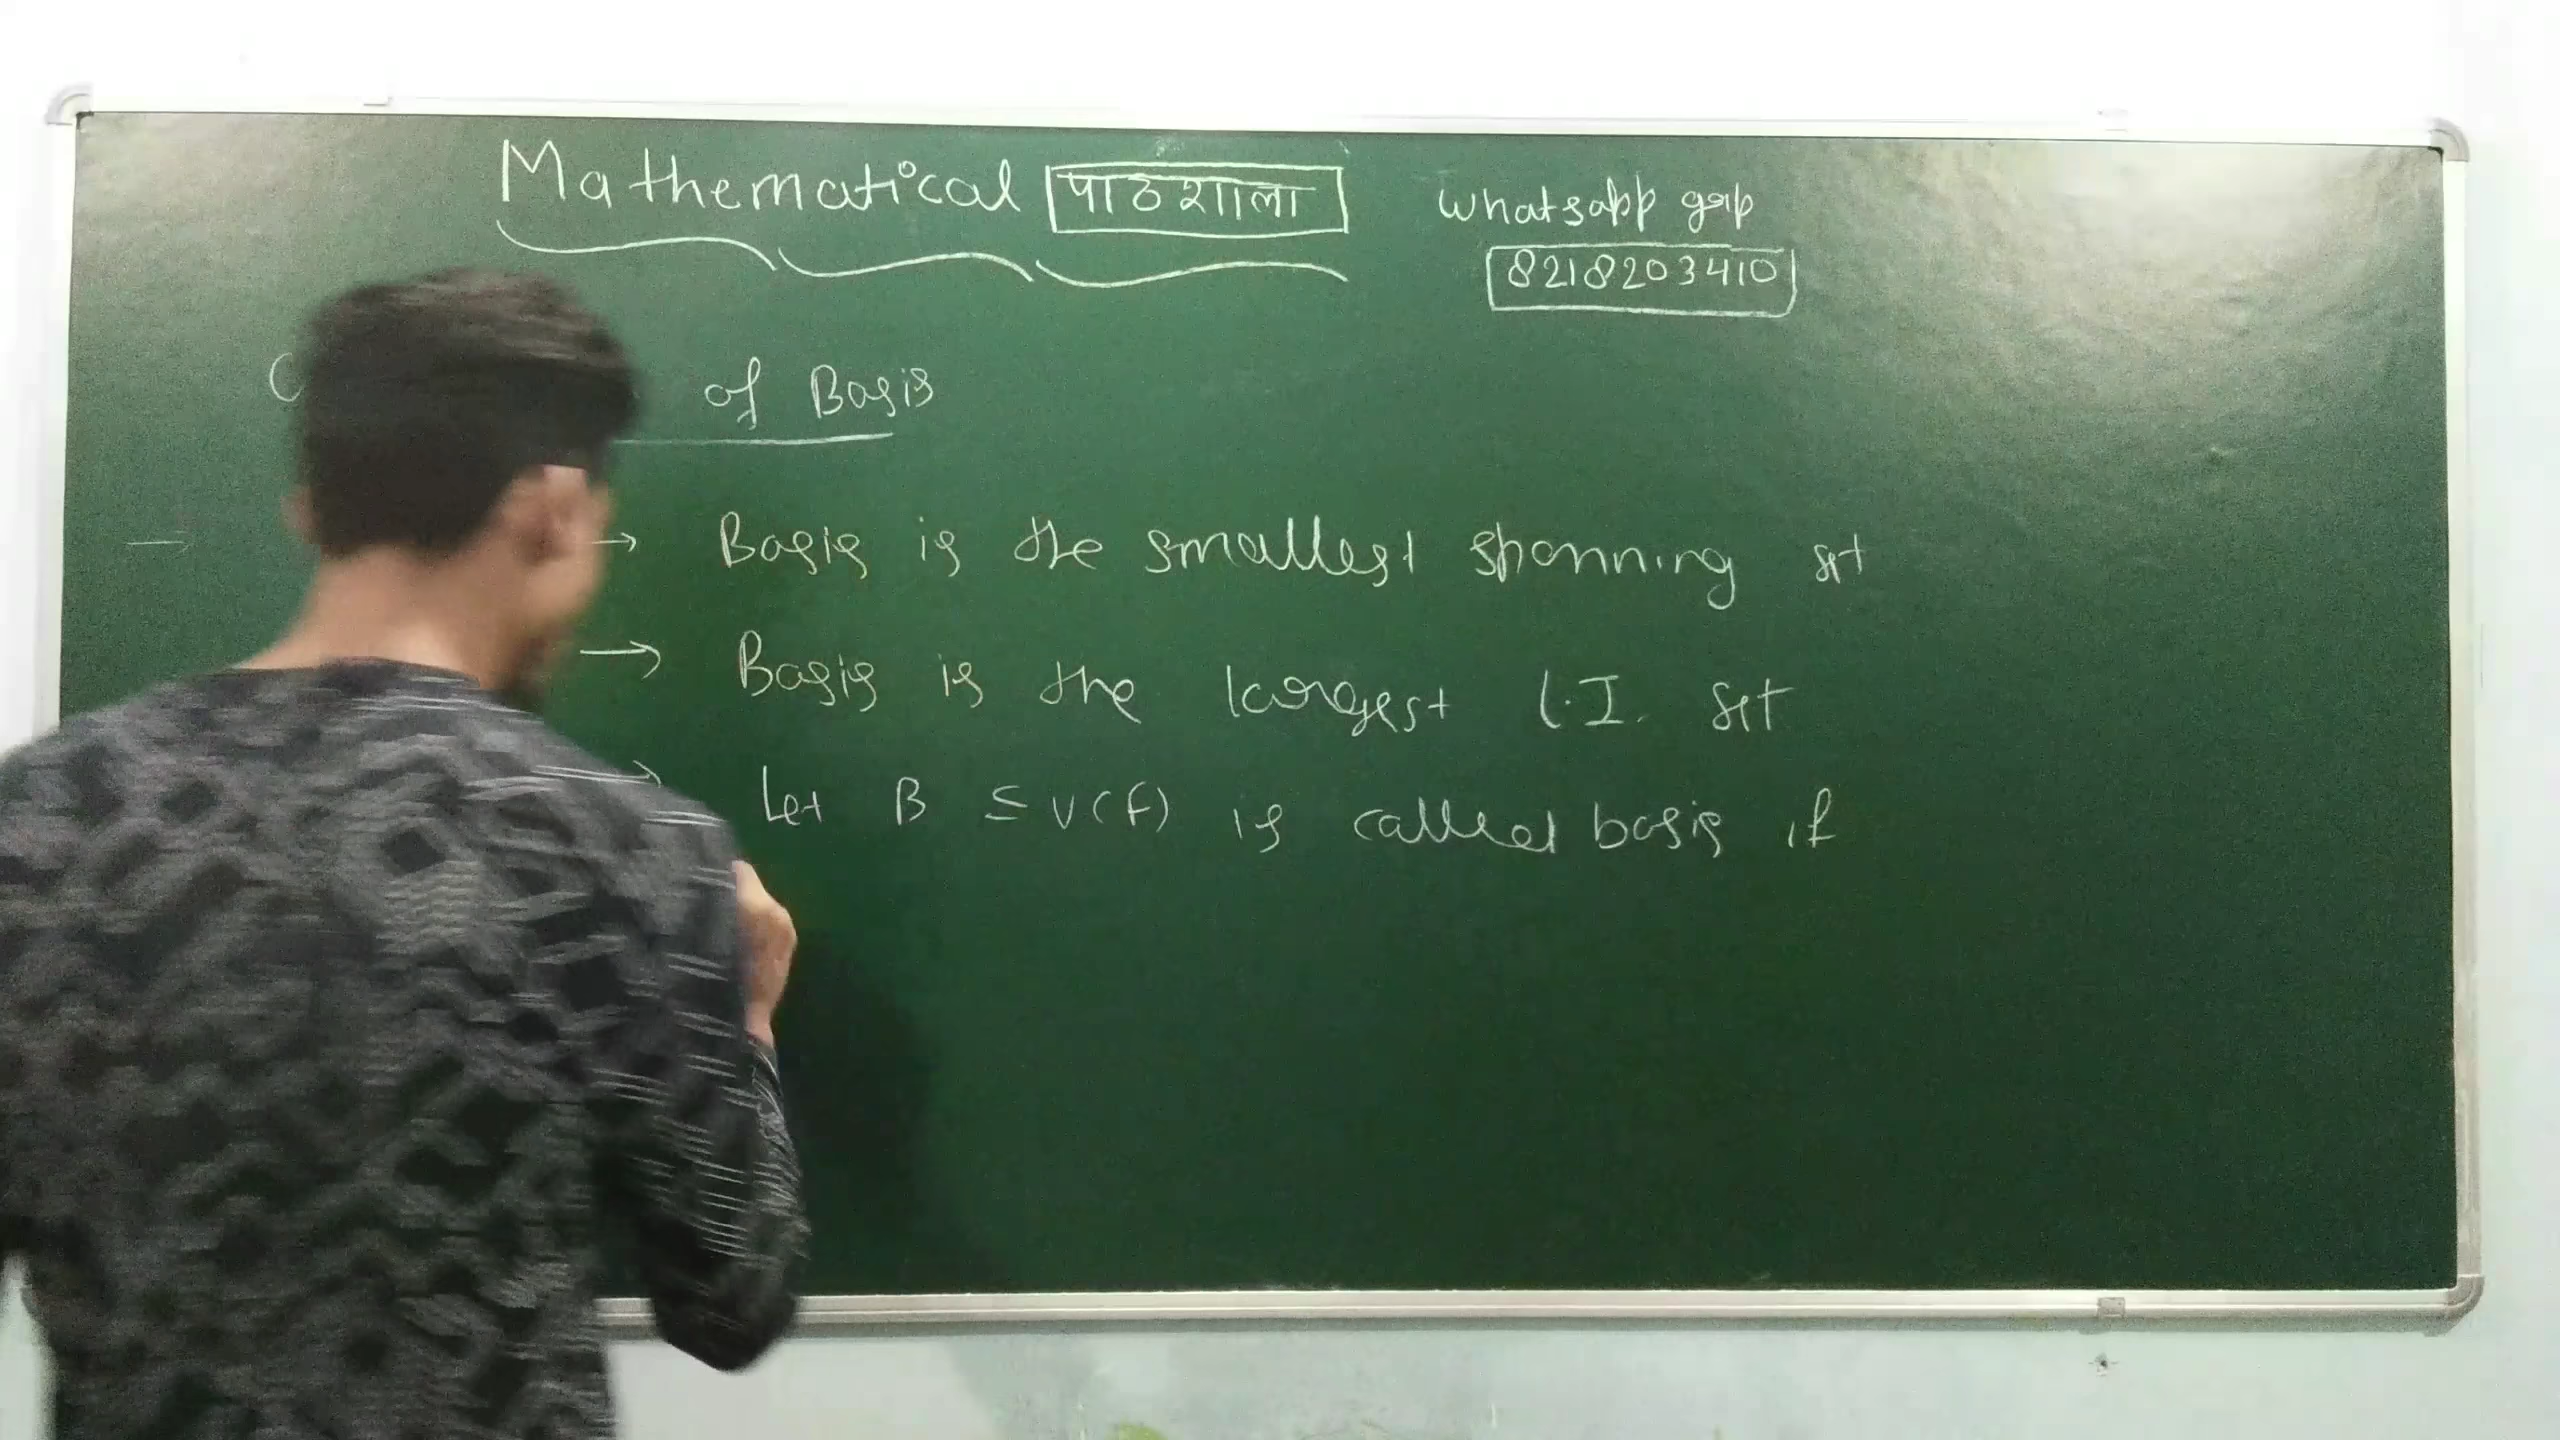 Mathematical पाठशाला
whatsapp grp
8218203410
of Basis
→ Basis is the smallest spanning set
→ Basis is the largest L.I. set
→ Let B ⊆ V(F) is called basis if